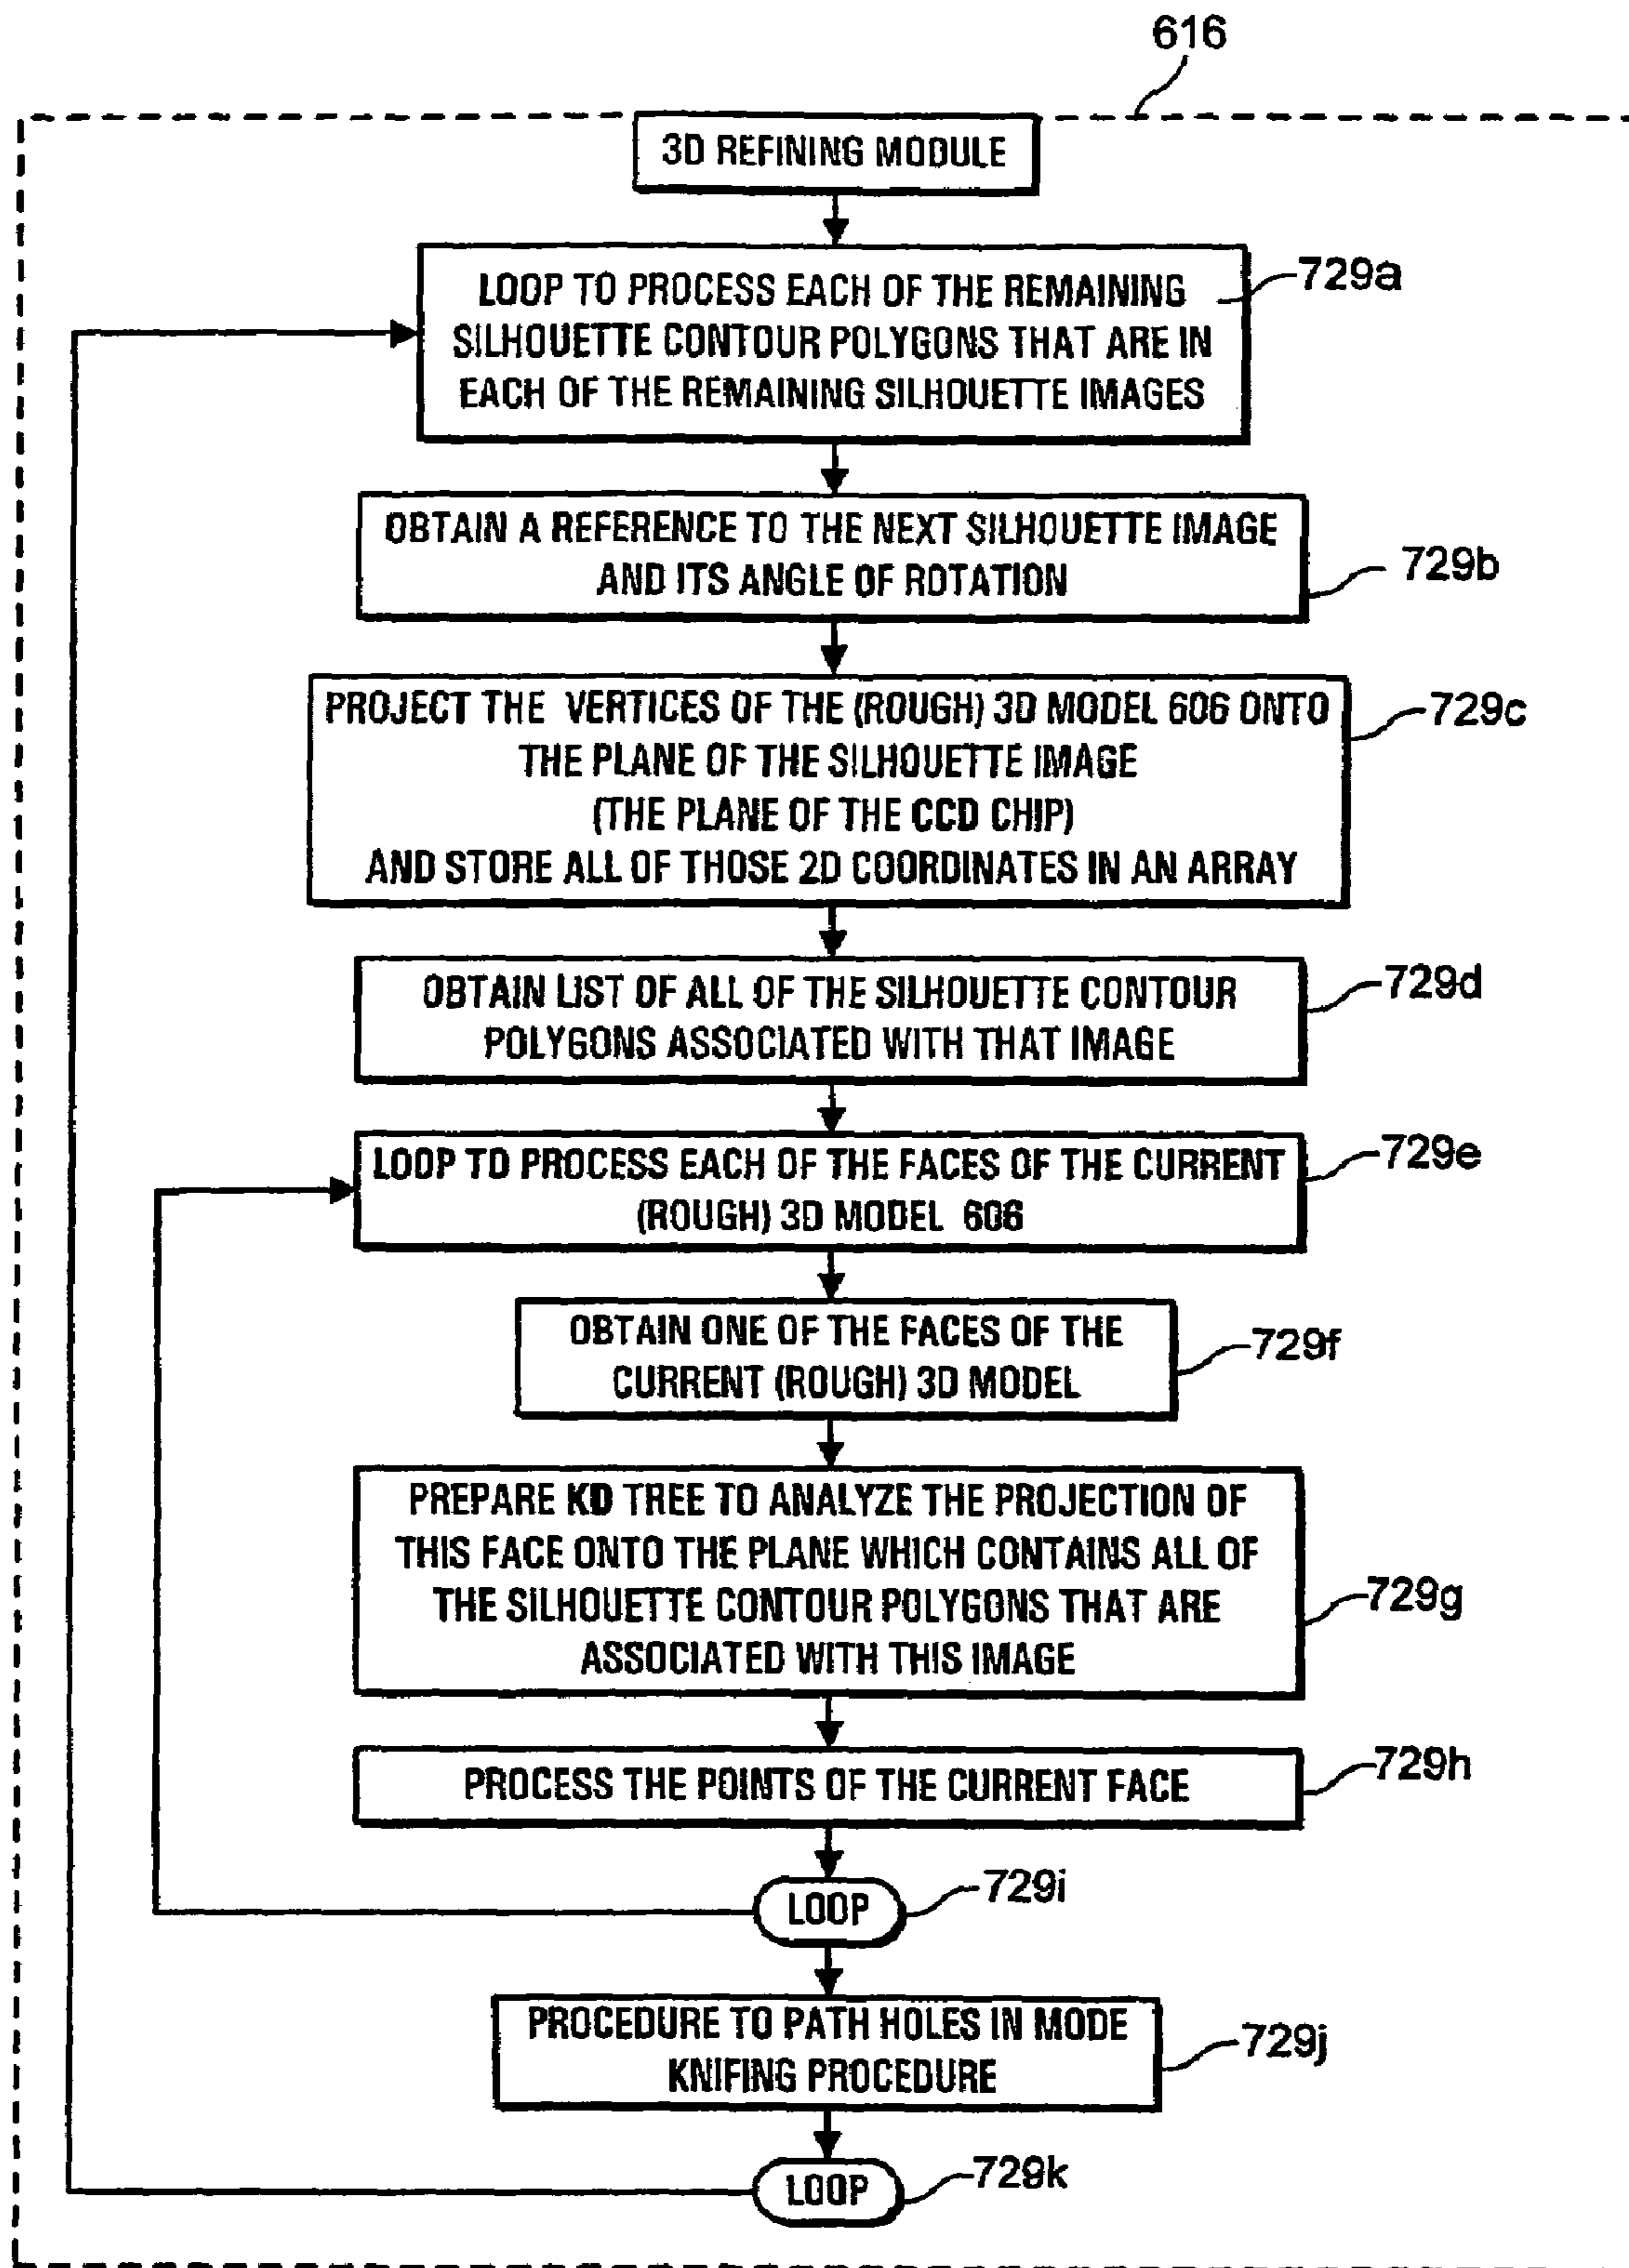 616
3D REFINING MODULE
LOOP TO PROCESS EACH OF THE REMAINING
SILHOUETTE CONTOUR POLYGONS THAT ARE IN
EACH OF THE REMAINING SILHOUETTE IMAGES
729a
OBTAIN A REFERENCE TO THE NEXT SILHOUETTE IMAGE
AND ITS ANGLE OF ROTATION
729b
PROJECT THE VERTICES OF THE (ROUGH) 3D MODEL 606 ONTO
THE PLANE OF THE SILHOUETTE IMAGE
(THE PLANE OF THE CCD CHIP)
AND STORE ALL OF THOSE 2D COORDINATES IN AN ARRAY
729c
OBTAIN LIST OF ALL OF THE SILHOUETTE CONTOUR
POLYGONS ASSOCIATED WITH THAT IMAGE
729d
LOOP TO PROCESS EACH OF THE FACES OF THE CURRENT
(ROUGH) 3D MODEL 606
729e
OBTAIN ONE OF THE FACES OF THE
CURRENT (ROUGH) 3D MODEL
729f
PREPARE KD TREE TO ANALYZE THE PROJECTION OF
THIS FACE ONTO THE PLANE WHICH CONTAINS ALL OF
THE SILHOUETTE CONTOUR POLYGONS THAT ARE
ASSOCIATED WITH THIS IMAGE
729g
PROCESS THE POINTS OF THE CURRENT FACE
729h
LOOP
729i
PROCEDURE TO PATH HOLES IN MODE
KNIFING PROCEDURE
729j
LOOP
729k